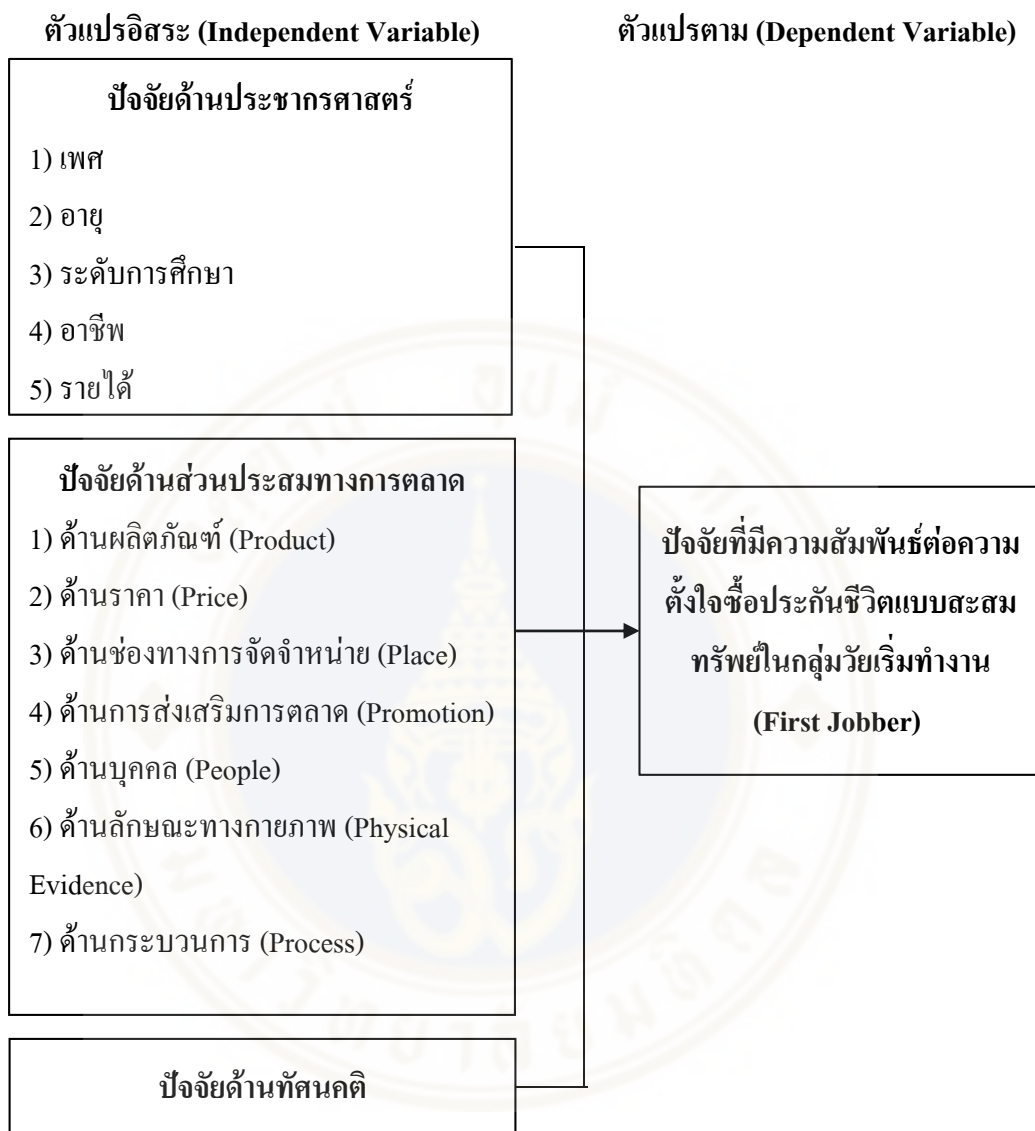 ตัวแปรอิสระ (Independent Variable)
ตัวแปรตาม (Dependent Variable)
ปัจจัยด้านประชากรศาสตร์
1) เพศ
2) อายุ
3) ระดับการศึกษา
4) อาชีพ
5) รายได้
ปัจจัยด้านส่วนประสมทางการตลาด
1) ด้านผลิตภัณฑ์ (Product)
2) ด้านราคา (Price)
3) ด้านช่องทางการจัดจำหน่าย (Place)
4) ด้านการส่งเสริมการตลาด (Promotion)
5) ด้านบุคคล (People)
6) ด้านลักษณะทางกายภาพ (Physical
Evidence)
7) ด้านกระบวนการ (Process)
ปัจจัยด้านทัศนคติ
ปัจจัยที่มีความสัมพันธ์ต่อความ
ตั้งใจซื้อประกันชีวิตแบบสะสม
ทรัพย์ในกลุ่มวัยเริ่มทำงาน
(First Jobber)